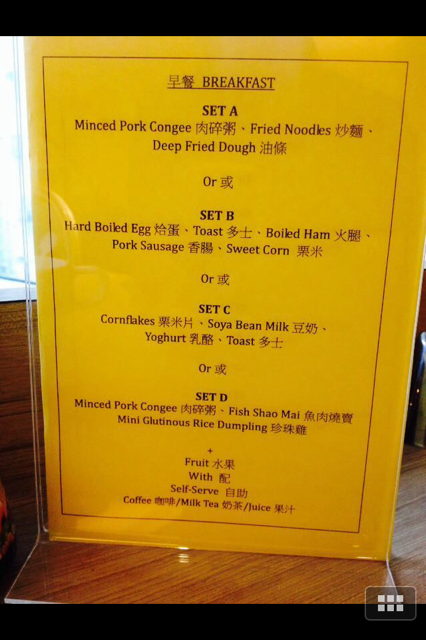 早餐 BREAKFAST
SET A
Minced Pork Congee 肉碎粥、Fried Noodles 炒麵、
Deep Fried Dough 油條
Or 或
SET B
Hard Boiled Egg 烚蛋、Toast 多士、Boiled Ham 火腿、
Pork Sausage 香腸、Sweet Corn 粟米
Or 或
SET C
Cornflakes 粟米片、Soya Bean Milk 豆奶、
Yoghurt 乳酪、Toast 多士
Or 或
SET D
Minced Pork Congee 肉碎粥、Fish Shao Mai 魚肉燒賣
Mini Glutinous Rice Dumpling 珍珠雞
+
Fruit 水果
With 配
Self-Serve 自助
Coffee 咖啡/Milk Tea 奶茶/Juice 果汁